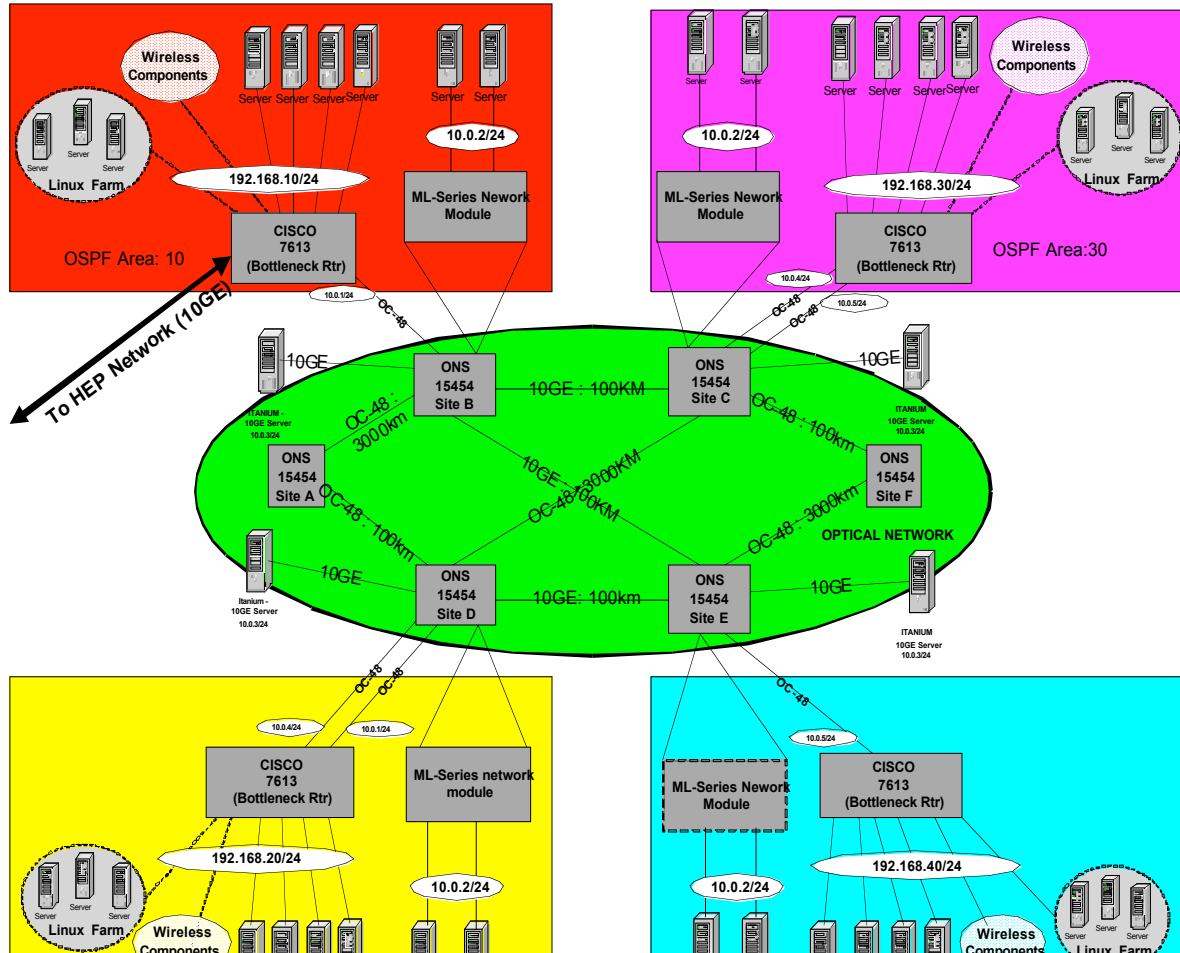 Wireless
Components
Server Server Server Server
Server Server
Server
Server
Server
Linux Farm
10.0.2/24
192.168.10/24
ML-Series Nework
Module
CISCO
7613
(Bottleneck Rtr)
OSPF Area: 10
10.0.1/24
OC-48
To HEP Network (10GE)
Server
Server
Server
Server
Server
Server
Wireless
Components
Server
Server
Server
Linux Farm
10.0.2/24
192.168.30/24
ML-Series Nework
Module
CISCO
7613
(Bottleneck Rtr)
OSPF Area:30
10.0.4/24
10.0.5/24
OC-48
OC-48
10GE
ITANIUM -
10GE Server
10.0.3/24
ONS
15454
Site B
10GE : 100KM
ONS
15454
Site C
10GE
ITANIUM
10GE Server
10.0.3/24
OC-48 :
3000km
OC-48 : 100km
ONS
15454
Site A
10GE : 100KM
OC-48 : 3000KM
ONS
15454
Site F
OC-48 : 100km
OC-48 : 3000km
OPTICAL NETWORK
10GE
Itanium -
10GE Server
10.0.3/24
ONS
15454
Site D
10GE: 100km
ONS
15454
Site E
10GE
ITANIUM
10GE Server
10.0.3/24
OC-48
OC-48
OC-48
10.0.4/24
10.0.1/24
CISCO
7613
(Bottleneck Rtr)
ML-Series network
module
192.168.20/24
10.0.2/24
Server
Server
Server
Linux Farm
Wireless
Components
10.0.5/24
ML-Series Nework
Module
CISCO
7613
(Bottleneck Rtr)
10.0.2/24
192.168.40/24
Wireless
Components
Server
Server
Server
Linux Farm